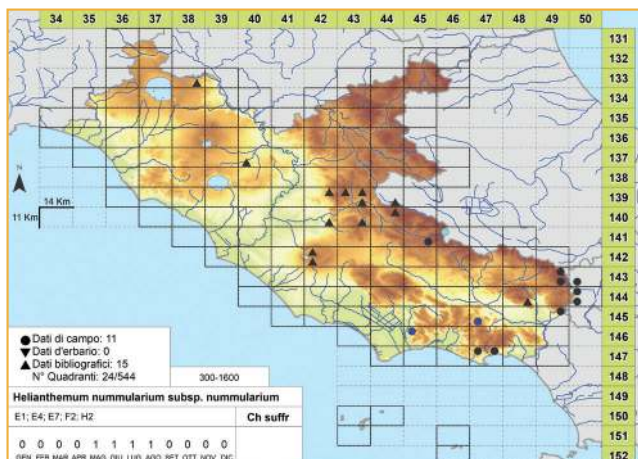 34 35 36 37 38 39 40 41 42 43 44 45 46 47 48 49 50
131
132
133
134
135
136
137
138
139
140
141
142
143
144
145
146
147
148
149
150
151
152
N
14 Km
11 Km
Dati di campo: 11
Dati d'erbario: 0
Dati bibliografici: 15
N° Quadranti: 24/544
300-1600
Helianthemum nummularium subsp. nummularium
E1; E4; E7; F2; H2
Ch suffr
0 0 0 0 1 1 1 1 0 0 0 0
GEN FEB MAR APR MAG GIU LUG AGO SET OTT NOV DIC